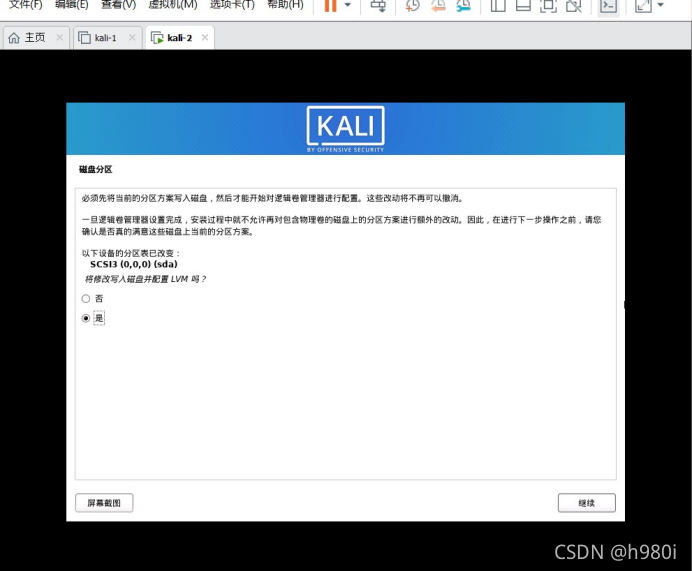 文件(F) 编辑(E) 查看(V) 虚拟机(M) 选项卡(T) 帮助(H)
主页 × kali-1 × kali-2 ×
KALI
BY OFFENSIVE SECURITY
磁盘分区
必须先将当前的分区方案写入磁盘，然后才能开始对逻辑卷管理器进行配置。这些改动将不再可以撤消。
一旦逻辑卷管理器设置完成，安装过程中就不允许再对包含物理卷的磁盘上的分区方案进行额外的改动。因此，在进行下一步操作之前，请您
确认是否真的满意这些磁盘上当前的分区方案。
以下设备的分区表已改变：
SCSI3 (0,0,0) (sda)
将修改写入磁盘并配置 LVM 吗？
否
是
屏幕截图 继续
CSDN @h980i